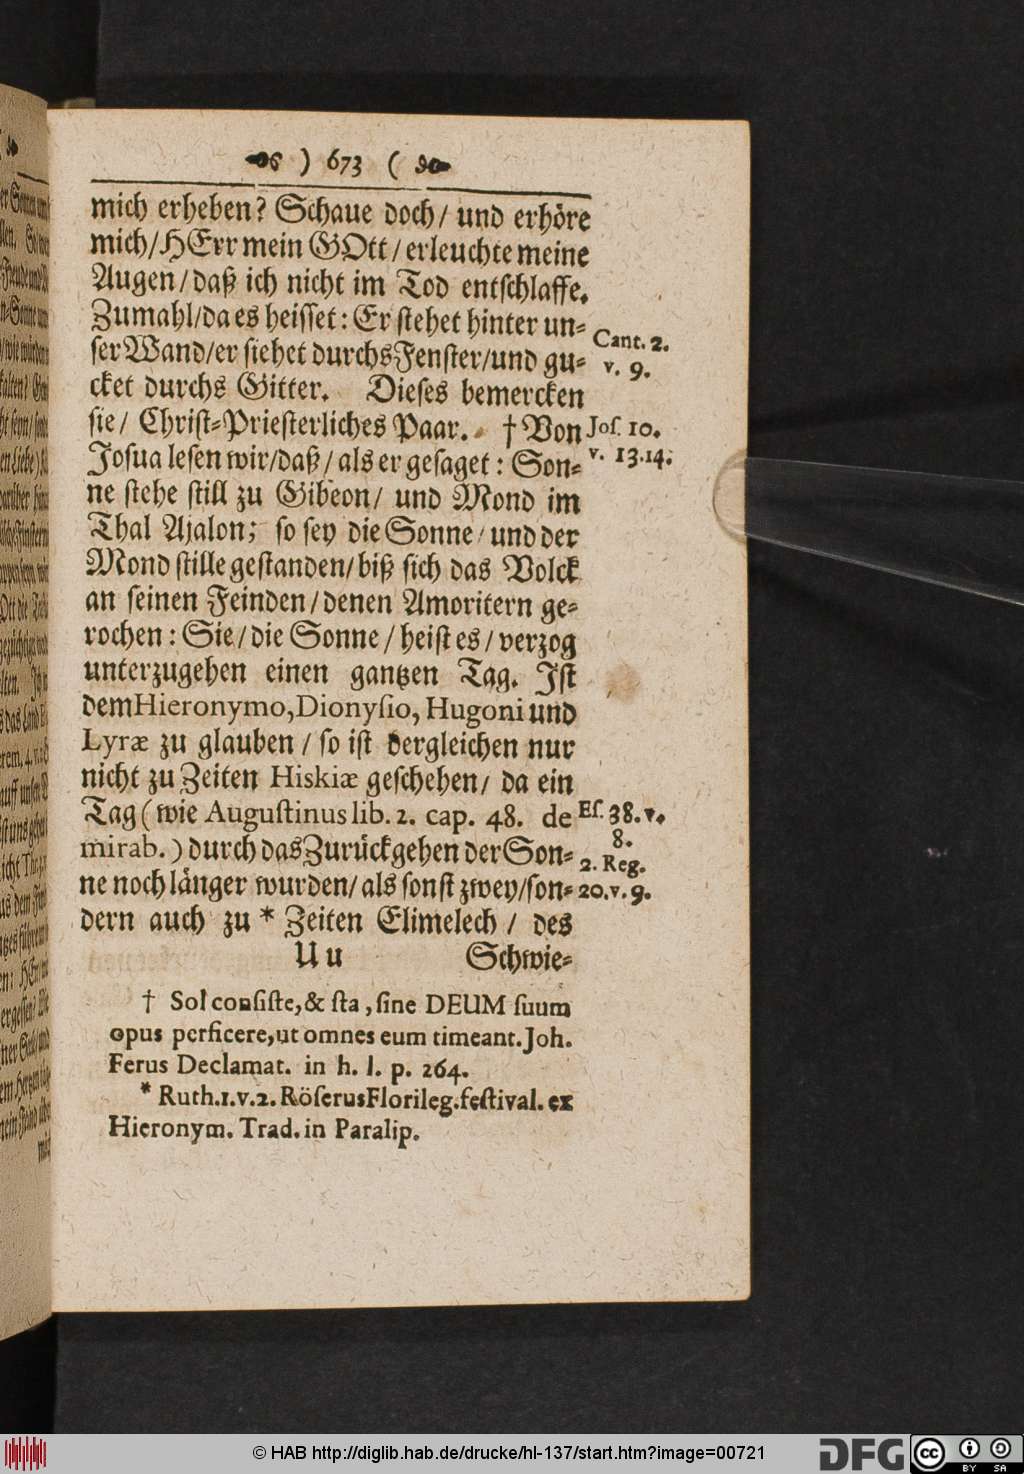 ) 673 (
mich erheben? Schaue doch/ und erhöre
mich/HErr mein GOtt/erleuchte meine
Augen/daß ich nicht im Tod entschlaffe.
Zumahl/da es heisset: Er stehet hinter un-
ser Wand/er siehet durchs Fenster/und gu-
cket durchs Gitter. Dieses bemercken
sie/ Christ-Priesterliches Paar. † Von
Josua lesen wir/daß/als er gesaget: Son-
ne stehe still zu Gibeon/ und Mond im
Thal Ajalon; so sey die Sonne/und der
Mond stille gestanden/biß sich das Volck
an seinen Feinden/denen Amoritern ge-
rochen: Sie/die Sonne/heist es/verzog
unterzugehen einen gantzen Tag. Ist
dem Hieronymo, Dionysio, Hugoni und
Lyræ zu glauben/so ist dergleichen nur
nicht zu Zeiten Hiskiæ geschehen/ da ein
Tag (wie Augustinus lib. 2. cap. 48. de
mirab.) durch das Zurückgehen der Son-
ne noch länger wurden/als sonst zwey/son-
dern auch zu * Zeiten Elimelech/ des
Uu Schwie-
Cant. 2.
v. 9.
Jos. 10.
v. 13.14.
Es. 38. v.
8.
2. Reg.
20. v. 9.
† Sol consiste, & sta, sine DEUM suum
opus perficere, ut omnes eum timeant. Joh.
Ferus Declamat. in h. l. p. 264.
* Ruth. 1. v. 2. Röserus Florileg. festival. ex
Hieronym. Trad. in Paralip.
© HAB http://diglib.hab.de/drucke/hl-137/start.htm?image=00721
DFG
cc BY SA